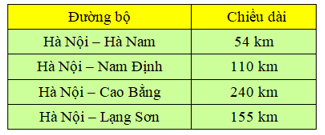 Đường bộ Chiều dài
Hà Nội – Hà Nam 54 km
Hà Nội – Nam Định 110 km
Hà Nội – Cao Bằng 240 km
Hà Nội – Lạng Sơn 155 km